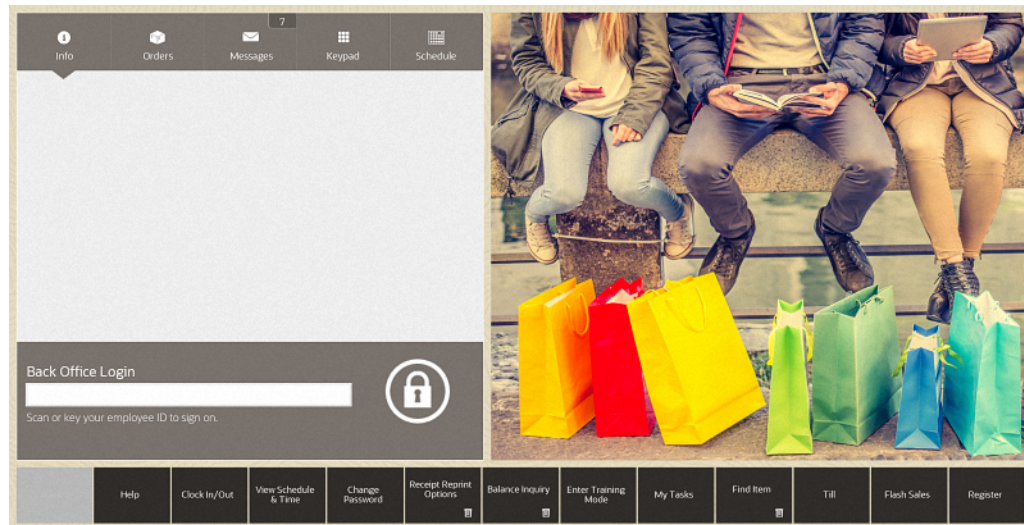 7
Info
Orders
Messages
Keypad
Schedule
Back Office Login
Scan or key your employee ID to sign on.
Help
Clock In/Out
View Schedule
& Time
Change
Password
Receipt Reprint
Options
Balance Inquiry
Enter Training
Mode
My Tasks
Find Item
Till
Flash Sales
Register